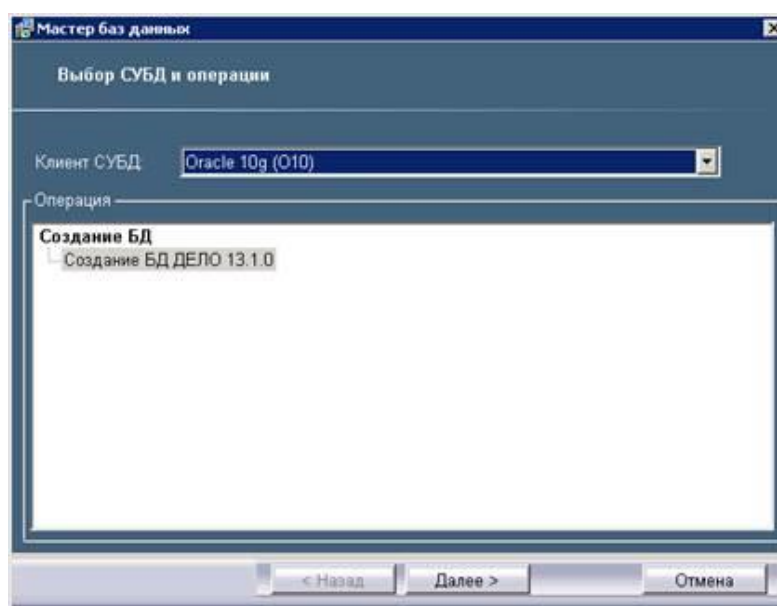 Мастер баз данных
Выбор СУБД и операции
Клиент СУБД Oracle 10g (O10)
Операция
Создание БД
Создание БД ДЕЛО 13.1.0
< Назад Далее > Отмена